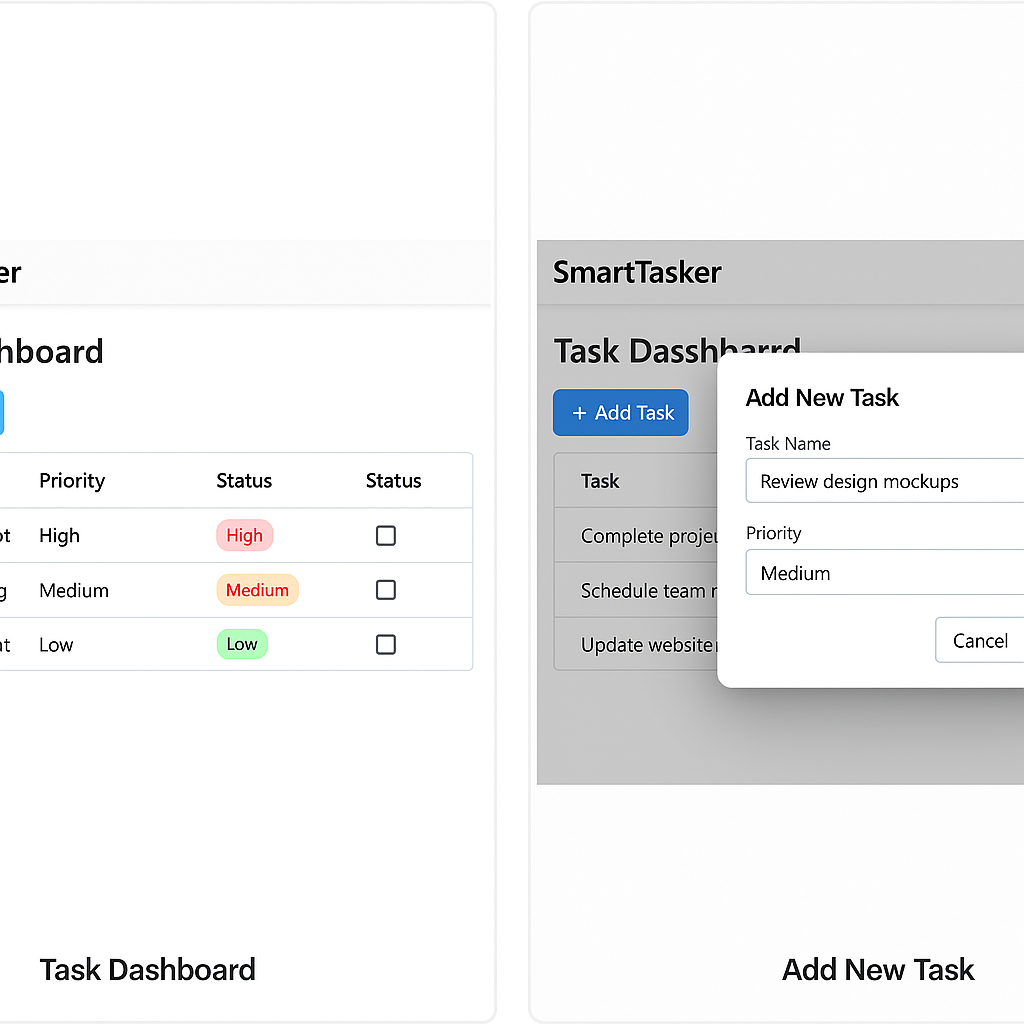 er
hboard
Priority Status Status
ot High High
g Medium Medium
at Low Low
Task Dashboard
SmartTasker
Task Dasshbarrd
+ Add Task
Task
Complete projec
Schedule team m
Update website
Add New Task
Task Name
Review design mockups
Priority
Medium
Cancel
Add New Task